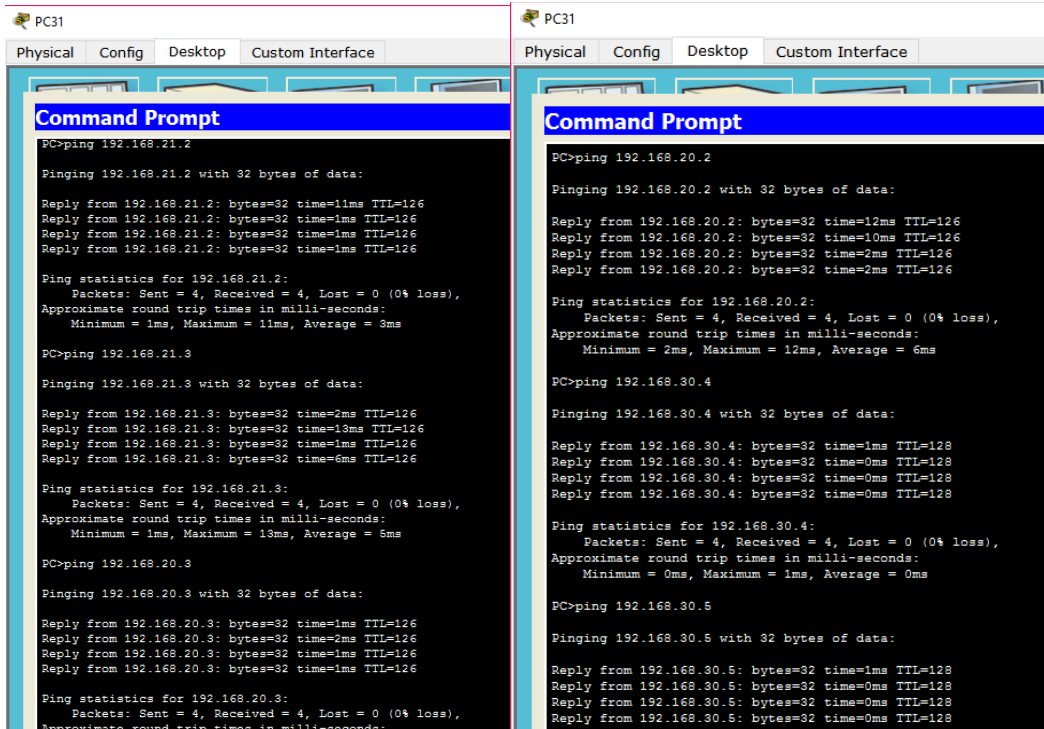 PC31
Physical Config Desktop Custom Interface
Command Prompt
PC>ping 192.168.21.2
Pinging 192.168.21.2 with 32 bytes of data:
Reply from 192.168.21.2: bytes=32 time=11ms TTL=126
Reply from 192.168.21.2: bytes=32 time=1ms TTL=126
Reply from 192.168.21.2: bytes=32 time=1ms TTL=126
Reply from 192.168.21.2: bytes=32 time=1ms TTL=126
Ping statistics for 192.168.21.2:
Packets: Sent = 4, Received = 4, Lost = 0 (0% loss),
Approximate round trip times in milli-seconds:
Minimum = 1ms, Maximum = 11ms, Average = 3ms
PC>ping 192.168.21.3
Pinging 192.168.21.3 with 32 bytes of data:
Reply from 192.168.21.3: bytes=32 time=2ms TTL=126
Reply from 192.168.21.3: bytes=32 time=13ms TTL=126
Reply from 192.168.21.3: bytes=32 time=1ms TTL=126
Reply from 192.168.21.3: bytes=32 time=6ms TTL=126
Ping statistics for 192.168.21.3:
Packets: Sent = 4, Received = 4, Lost = 0 (0% loss),
Approximate round trip times in milli-seconds:
Minimum = 1ms, Maximum = 13ms, Average = 5ms
PC>ping 192.168.20.3
Pinging 192.168.20.3 with 32 bytes of data:
Reply from 192.168.20.3: bytes=32 time=1ms TTL=126
Reply from 192.168.20.3: bytes=32 time=2ms TTL=126
Reply from 192.168.20.3: bytes=32 time=1ms TTL=126
Reply from 192.168.20.3: bytes=32 time=1ms TTL=126
Ping statistics for 192.168.20.3:
Packets: Sent = 4, Received = 4, Lost = 0 (0% loss),
Approximate round trip times in milli-seconds:
PC31
Physical Config Desktop Custom Interface
Command Prompt
PC>ping 192.168.20.2
Pinging 192.168.20.2 with 32 bytes of data:
Reply from 192.168.20.2: bytes=32 time=12ms TTL=126
Reply from 192.168.20.2: bytes=32 time=10ms TTL=126
Reply from 192.168.20.2: bytes=32 time=2ms TTL=126
Reply from 192.168.20.2: bytes=32 time=2ms TTL=126
Ping statistics for 192.168.20.2:
Packets: Sent = 4, Received = 4, Lost = 0 (0% loss),
Approximate round trip times in milli-seconds:
Minimum = 2ms, Maximum = 12ms, Average = 6ms
PC>ping 192.168.30.4
Pinging 192.168.30.4 with 32 bytes of data:
Reply from 192.168.30.4: bytes=32 time=1ms TTL=128
Reply from 192.168.30.4: bytes=32 time=0ms TTL=128
Reply from 192.168.30.4: bytes=32 time=0ms TTL=128
Reply from 192.168.30.4: bytes=32 time=0ms TTL=128
Ping statistics for 192.168.30.4:
Packets: Sent = 4, Received = 4, Lost = 0 (0% loss),
Approximate round trip times in milli-seconds:
Minimum = 0ms, Maximum = 1ms, Average = 0ms
PC>ping 192.168.30.5
Pinging 192.168.30.5 with 32 bytes of data:
Reply from 192.168.30.5: bytes=32 time=1ms TTL=128
Reply from 192.168.30.5: bytes=32 time=0ms TTL=128
Reply from 192.168.30.5: bytes=32 time=0ms TTL=128
Reply from 192.168.30.5: bytes=32 time=0ms TTL=128